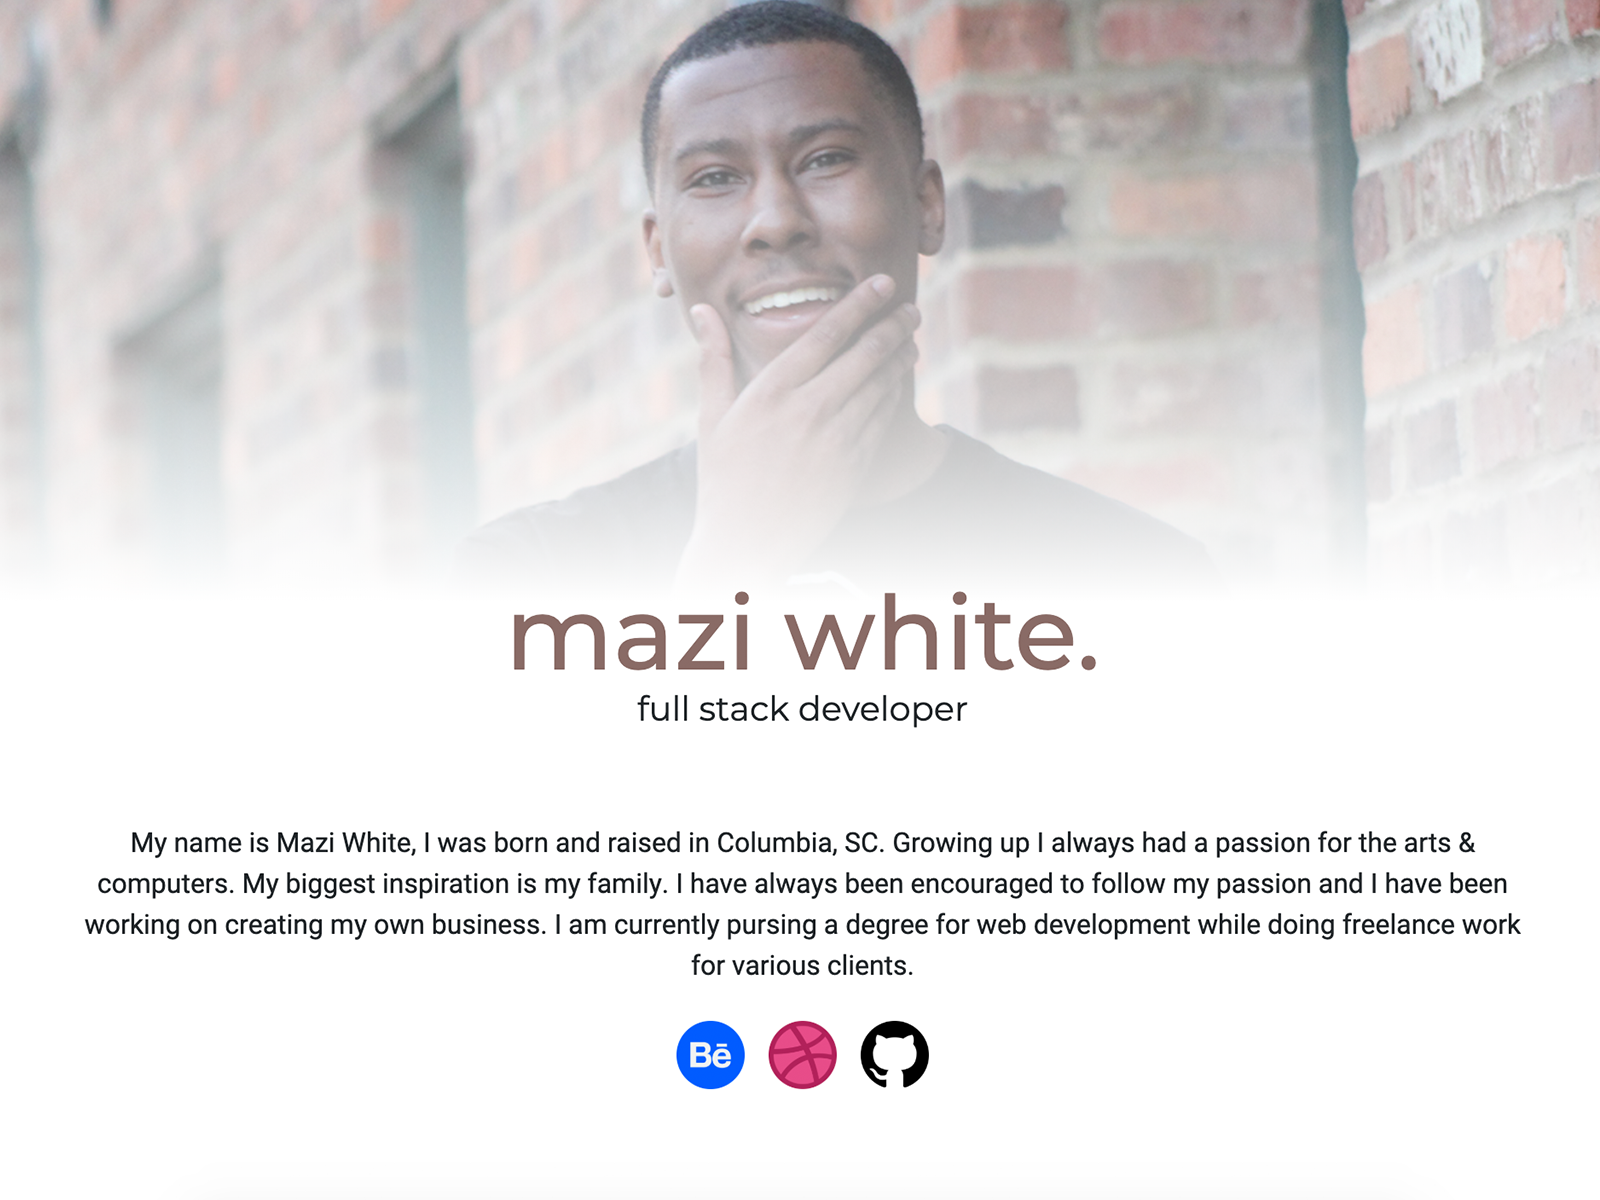 mazi white.
full stack developer
My name is Mazi White, I was born and raised in Columbia, SC. Growing up I always had a passion for the arts &
computers. My biggest inspiration is my family. I have always been encouraged to follow my passion and I have been
working on creating my own business. I am currently pursing a degree for web development while doing freelance work
for various clients.
Bē